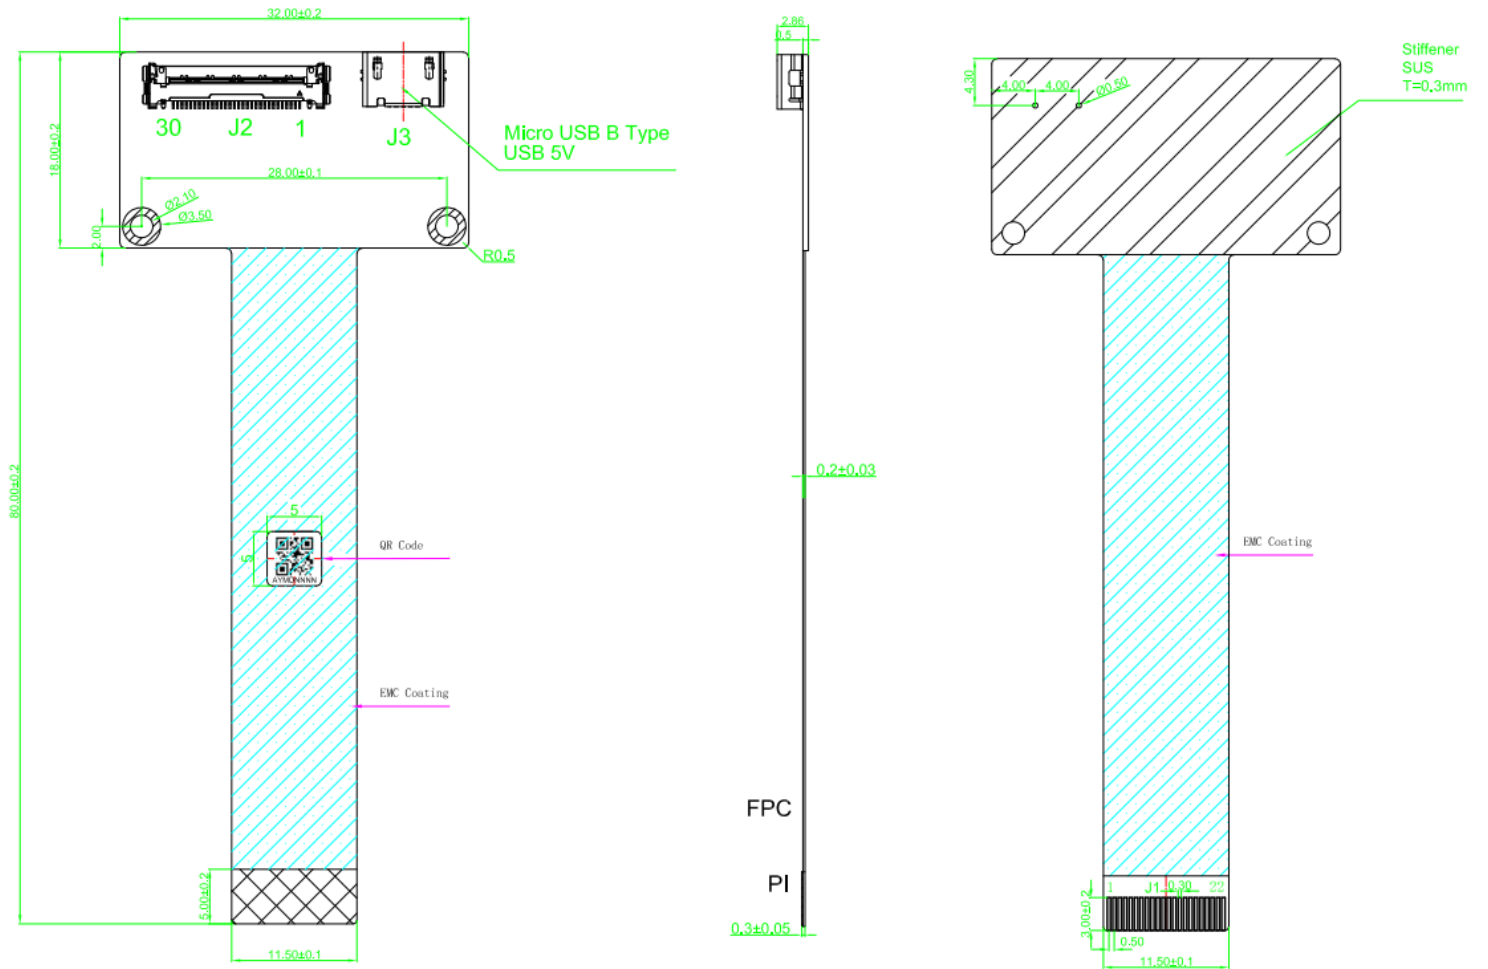 32.00±0.2
30
J2
1
J3
Micro USB B Type
USB 5V
18.00±0.2
28.00±0.1
Ø2.10
Ø3.50
2.00
R0.5
80.00±0.2
5
5
AYMDNNNN
QR Code
EMC Coating
5.00±0.2
11.50±0.1
2.86
0.5
0.2±0.03
FPC
PI
0.3±0.05
4.30
4.00
4.00
Ø0.50
Stiffener
SUS
T=0.3mm
EMC Coating
1
J1
0.30
22
3.00±0.2
0.50
11.50±0.1